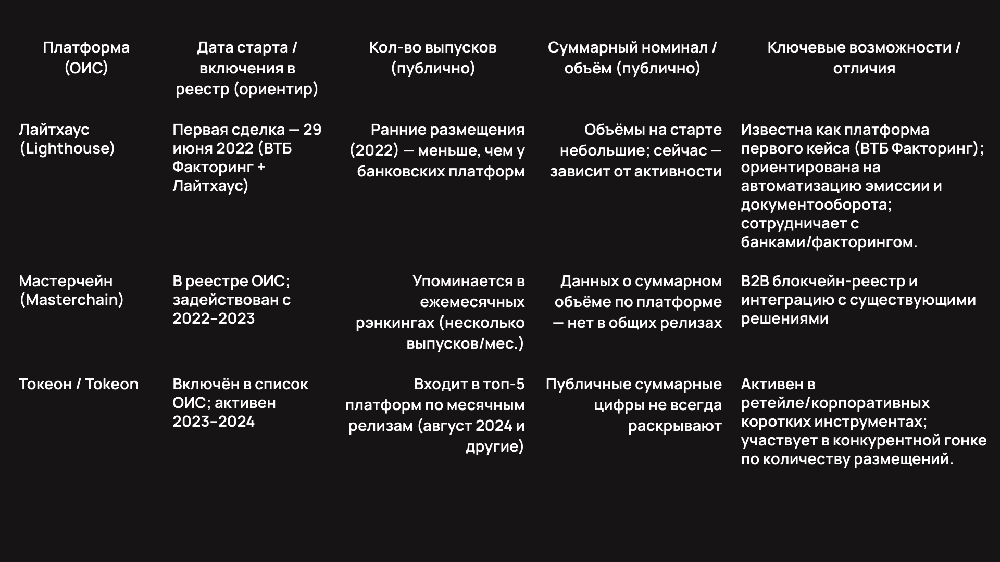 Платформа
(ОИС)
Дата старта /
включения в
реестр (ориентир)
Кол-во выпусков
(публично)
Суммарный номинал /
объём (публично)
Ключевые возможности /
отличия
Лайтхаус
(Lighthouse)
Первая сделка — 29
июня 2022 (ВТБ
Факторинг +
Лайтхаус)
Ранние размещения
(2022) — меньше, чем у
банковских платформ
Объёмы на старте
небольшие; сейчас —
зависит от активности
Известна как платформа
первого кейса (ВТБ Факторинг);
ориентирована на
автоматизацию эмиссии и
документооборота;
сотрудничает с
банками/факторингом.
Мастерчейн
(Masterchain)
В реестре ОИС;
задействован с
2022–2023
Упоминается в
ежемесячных
рэнкингах (несколько
выпусков/мес.)
Данных о суммарном
объёме по платформе
— нет в общих релизах
B2B блокчейн-реестр и
интеграцию с существующими
решениями
Токеон / Tokeon
Включён в список
ОИС; активен
2023–2024
Входит в топ-5
платформ по месячным
релизам (август 2024 и
другие)
Публичные суммарные
цифры не всегда
раскрывают
Активен в
ретейле/корпоративных
коротких инструментах;
участвует в конкурентной гонке
по количеству размещений.